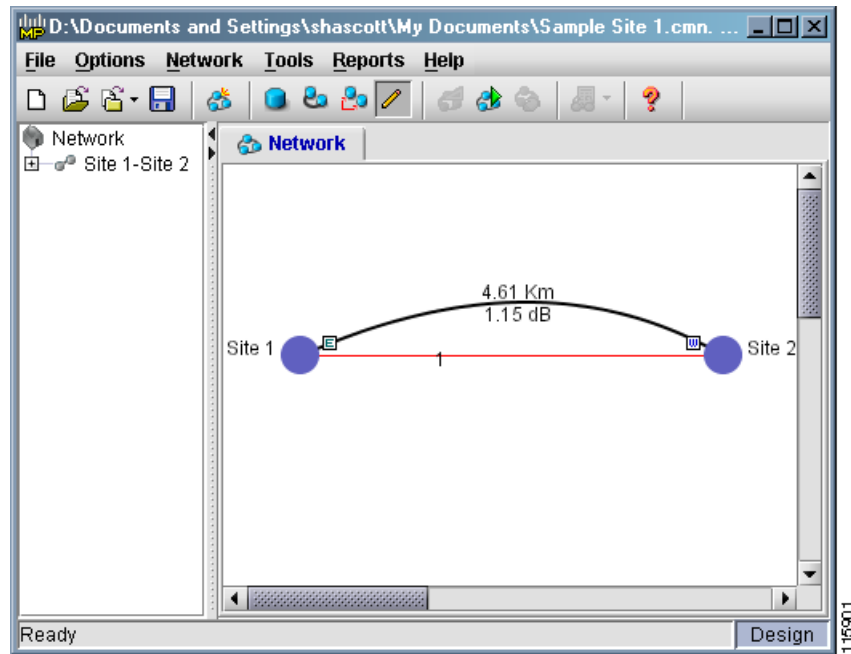 MP D:\Documents and Settings\shascott\My Documents\Sample Site 1.cmn. ...
File Options Network Tools Reports Help
Network
Site 1-Site 2
Network
4.61 Km
1.15 dB
Site 1
E
1
W
Site 2
Ready
Design
115901